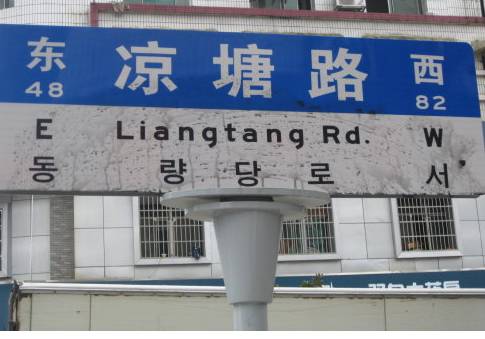 东 凉塘路 西
48 82
E Liangtang Rd. W
동 량 당 로 서